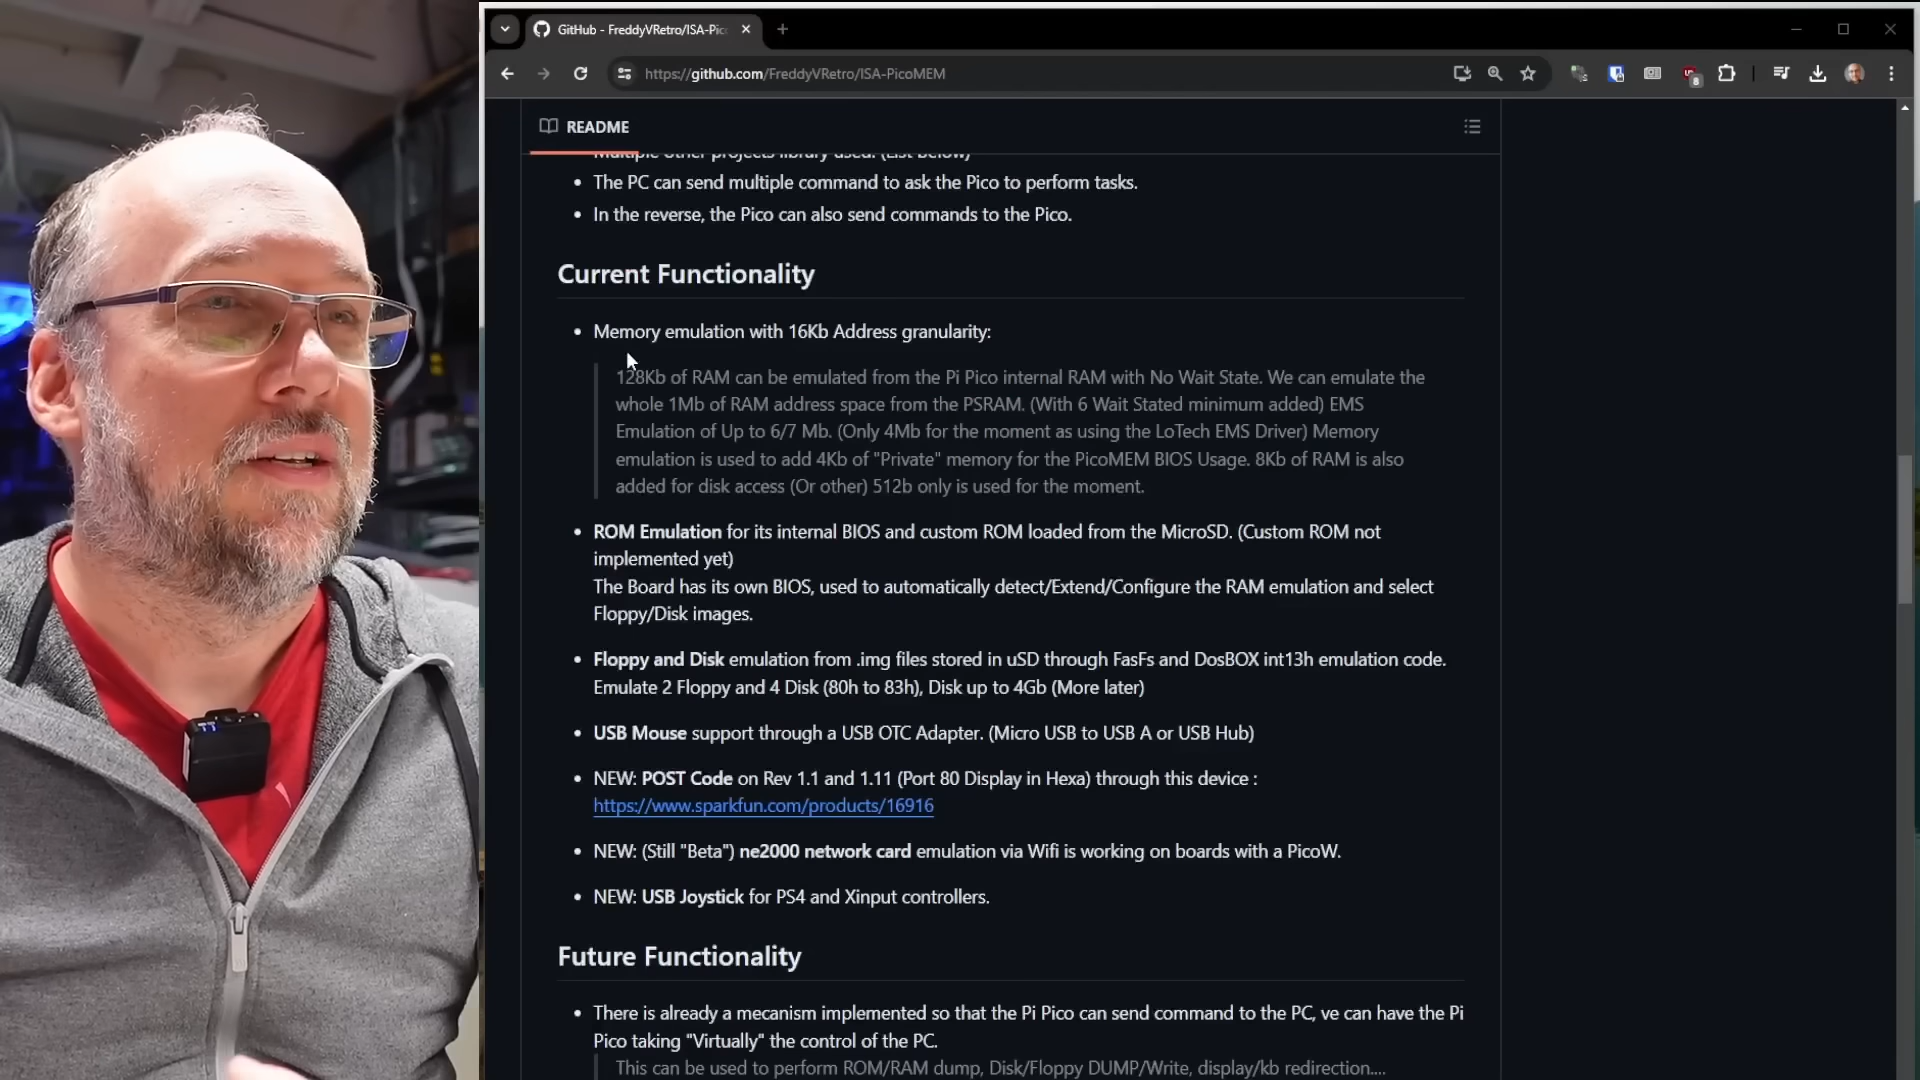 GitHub - FreddyVRetro/ISA-Pic
https://github.com/FreddyVRetro/ISA-PicoMEM
8
README
Multiple other projects library used. (List Below)
The PC can send multiple command to ask the Pico to perform tasks.
In the reverse, the Pico can also send commands to the Pico.
Current Functionality
Memory emulation with 16Kb Address granularity:
128Kb of RAM can be emulated from the Pi Pico internal RAM with No Wait State. We can emulate the
whole 1Mb of RAM address space from the PSRAM. (With 6 Wait Stated minimum added) EMS
Emulation of Up to 6/7 Mb. (Only 4Mb for the moment as using the LoTech EMS Driver) Memory
emulation is used to add 4Kb of "Private" memory for the PicoMEM BIOS Usage. 8Kb of RAM is also
added for disk access (Or other) 512b only is used for the moment.
ROM Emulation for its internal BIOS and custom ROM loaded from the MicroSD. (Custom ROM not
implemented yet)
The Board has its own BIOS, used to automatically detect/Extend/Configure the RAM emulation and select
Floppy/Disk images.
Floppy and Disk emulation from .img files stored in uSD through FasFs and DosBOX int13h emulation code.
Emulate 2 Floppy and 4 Disk (80h to 83h), Disk up to 4Gb (More later)
USB Mouse support through a USB OTC Adapter. (Micro USB to USB A or USB Hub)
NEW: POST Code on Rev 1.1 and 1.11 (Port 80 Display in Hexa) through this device :
https://www.sparkfun.com/products/16916
NEW: (Still "Beta") ne2000 network card emulation via Wifi is working on boards with a PicoW.
NEW: USB Joystick for PS4 and Xinput controllers.
Future Functionality
There is already a mecanism implemented so that the Pi Pico can send command to the PC, ve can have the Pi
Pico taking "Virtually" the control of the PC.
This can be used to perform ROM/RAM dump, Disk/Floppy DUMP/Write, display/kb redirection....